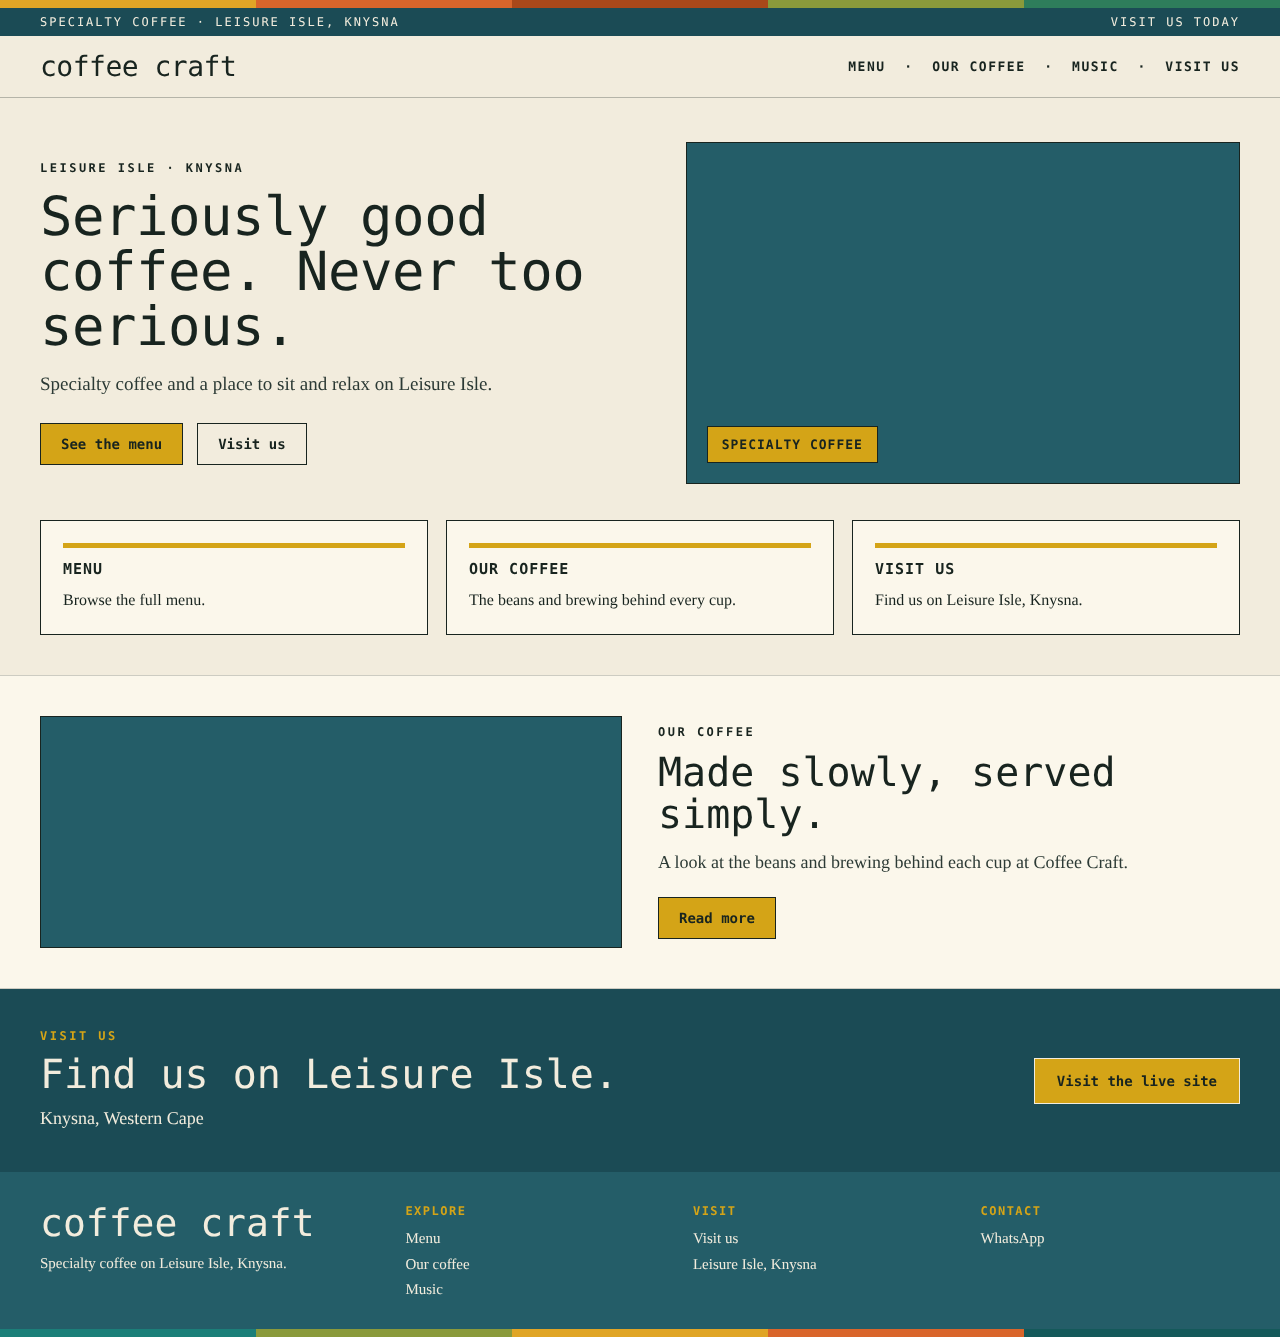 SPECIALTY COFFEE · LEISURE ISLE, KNYSNA
VISIT US TODAY
coffee craft
MENU · OUR COFFEE · MUSIC · VISIT US
LEISURE ISLE · KNYSNA
Seriously good
coffee. Never too
serious.
Specialty coffee and a place to sit and relax on Leisure Isle.
See the menu
Visit us
SPECIALTY COFFEE
MENU
Browse the full menu.
OUR COFFEE
The beans and brewing behind every cup.
VISIT US
Find us on Leisure Isle, Knysna.
OUR COFFEE
Made slowly, served
simply.
A look at the beans and brewing behind each cup at Coffee Craft.
Read more
VISIT US
Find us on Leisure Isle.
Knysna, Western Cape
Visit the live site
coffee craft
Specialty coffee on Leisure Isle, Knysna.
EXPLORE
Menu
Our coffee
Music
VISIT
Visit us
Leisure Isle, Knysna
CONTACT
WhatsApp